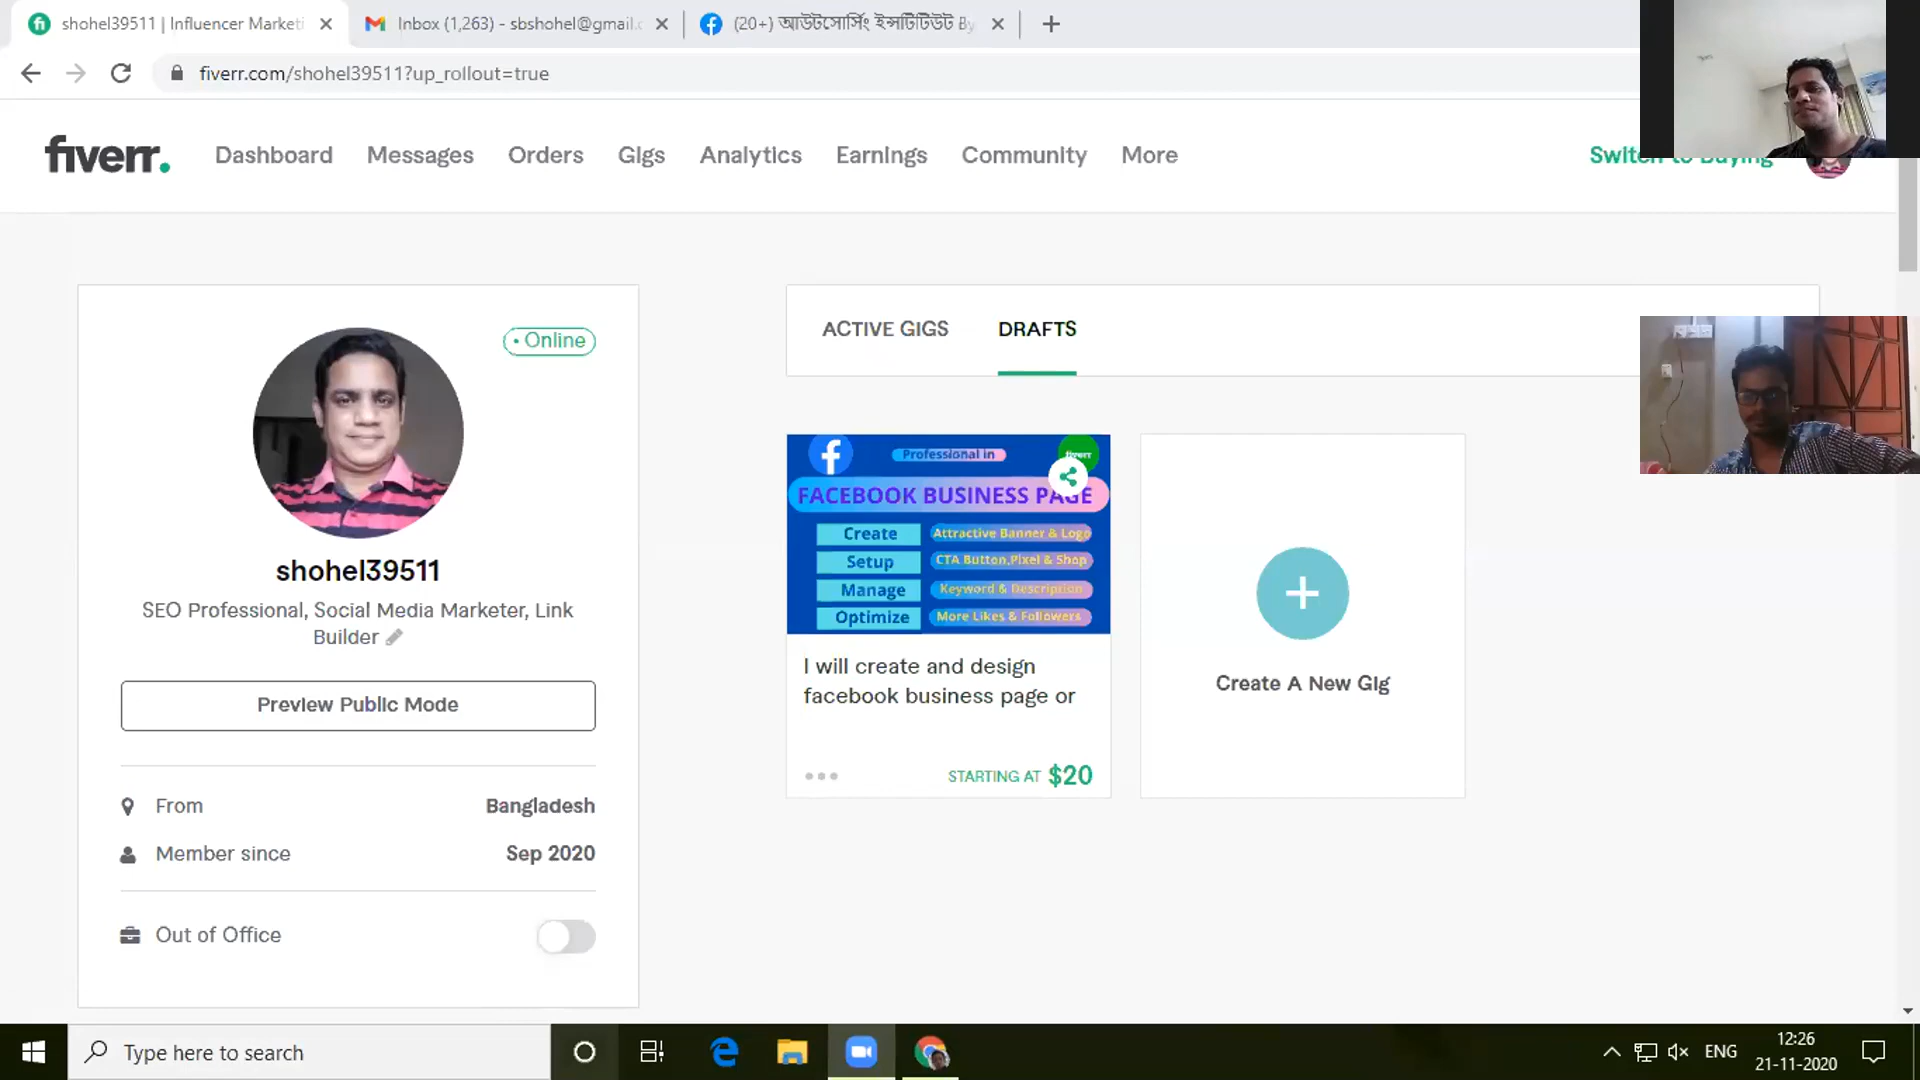 shohel39511 | Influencer Marketi
Inbox (1,263) - sbshohel@gmail.c
(20+) আউটসোর্সিং ইন্সটিটিউট By
fiverr.com/shohel39511?up_rollout=true
fiverr.
Dashboard
Messages
Orders
Gigs
Analytics
Earnings
Community
More
Switch to Buying
Online
shohel39511
SEO Professional, Social Media Marketer, Link
Builder
Preview Public Mode
From
Bangladesh
Member since
Sep 2020
Out of Office
ACTIVE GIGS
DRAFTS
Professional in
fiverr
FACEBOOK BUSINESS PAGE
Create
Attractive Banner & Logo
Setup
CTA Button,Pixel & Shop
Manage
Keyword & Description
Optimize
More Likes & Followers
I will create and design
facebook business page or
STARTING AT $20
Create A New Gig
Type here to search
ENG
12:26
21-11-2020